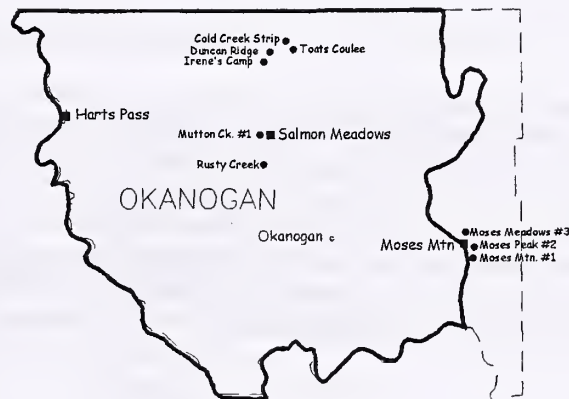 Cold Creek Strip
Duncan Ridge
Toats Coulee
Irene's Camp
Harts Pass
Mutton Ck. #1
Salmon Meadows
Rusty Creek
OKANOGAN
Okanogan c
Moses Meadows #3
Moses Mtn
Moses Peak #2
Moses Mtn. #1